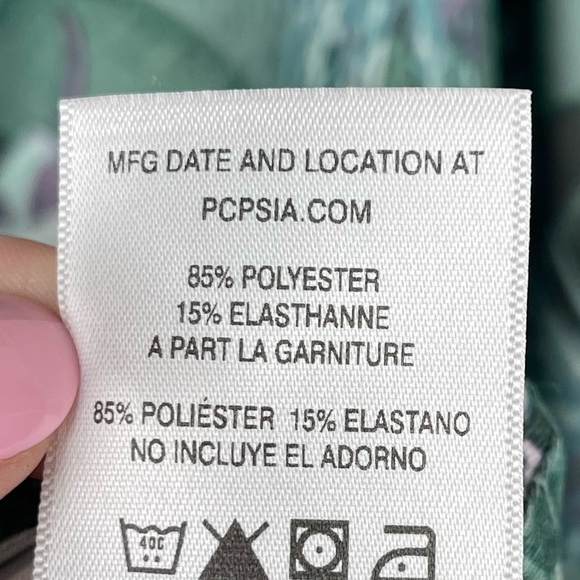 MFG DATE AND LOCATION AT
PCPSIA.COM
85% POLYESTER
15% ELASTHANNE
A PART LA GARNITURE
85% POLIÉSTER 15% ELASTANO
NO INCLUYE EL ADORNO
40C